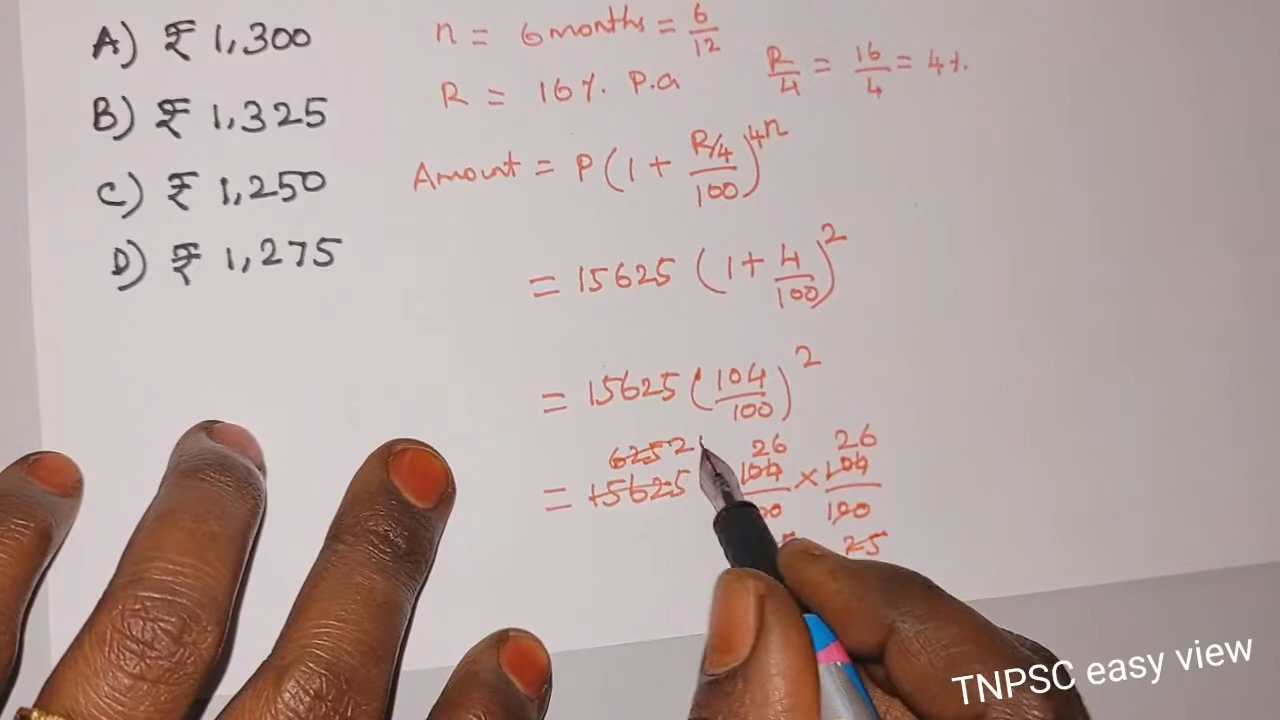 A) ₹ 1,300
B) ₹ 1,325
C) ₹ 1,250
D) ₹ 1,275
n = 6 months = 6/12
R = 16%. P.a
R/4 = 16/4 = 4%.
Amount = P(1 + R/4/100)^4n
= 15625 (1 + 4/100)^2
= 15625 (104/100)^2
625 2
26 26
= 15625 104 × 104/100
25
TNPSC easy view